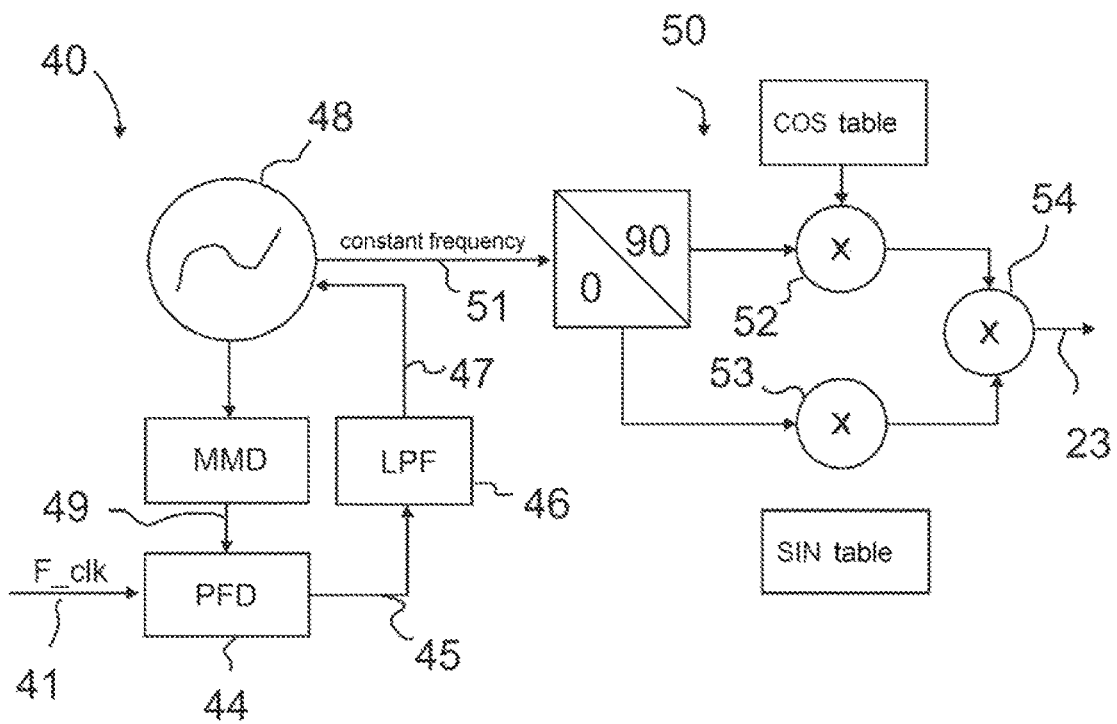 50
40
COS table
48
54
constant frequency
90
0
X
52
51
X
47
53
X
23
MMD
LPF
46
49
SIN table
F_clk
PFD
45
41
44